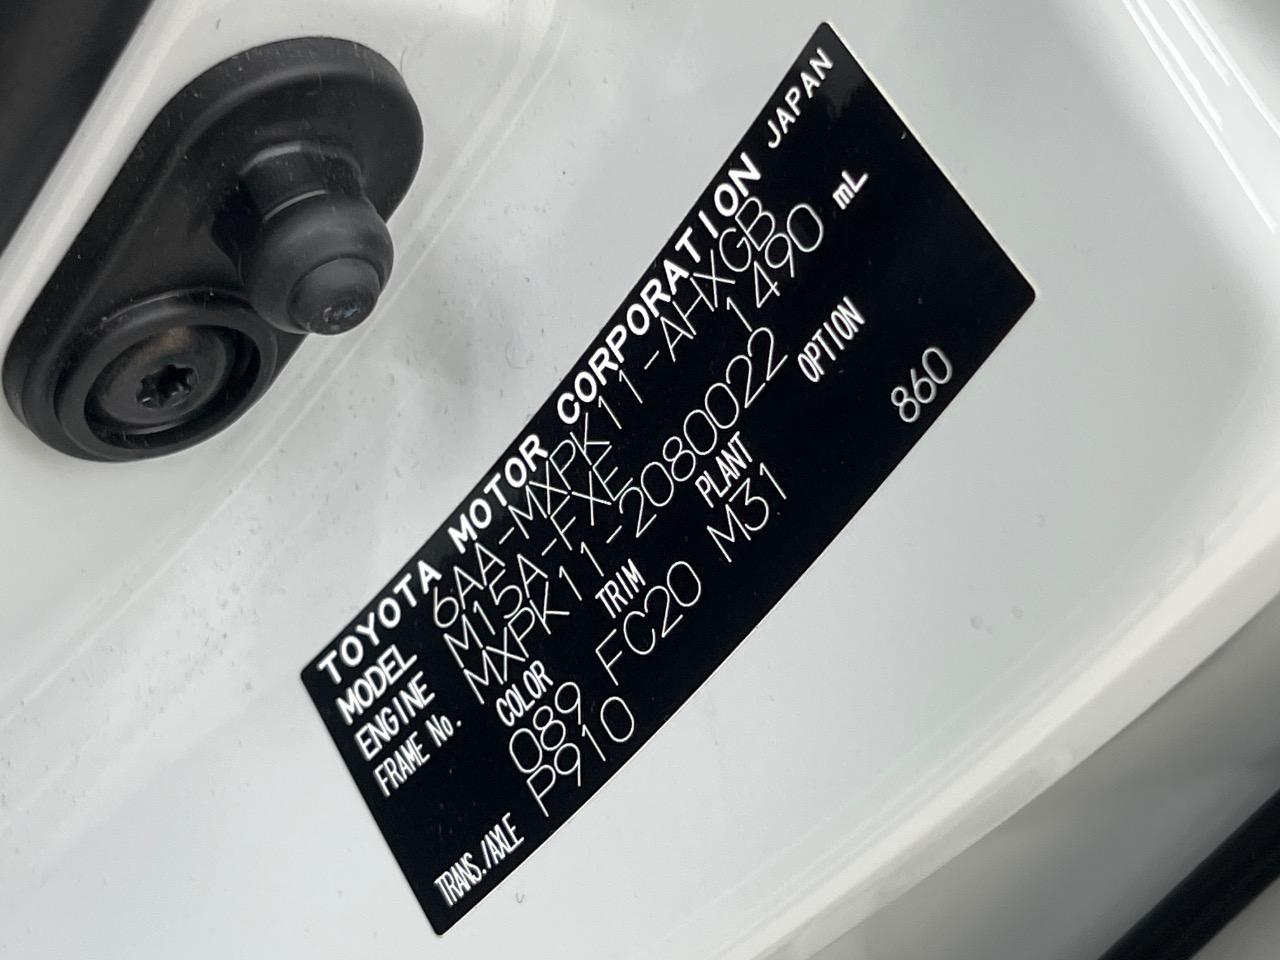 TOYOTA MOTOR CORPORATION JAPAN
MODEL 6AA-MXPK11-AHXGB
ENGINE M15A-FXE 1490 mL
FRAME No. MXPK11-2080022
COLOR TRIM PLANT OPTION
089 FC20 M31 860
TRANS./AXLE P910